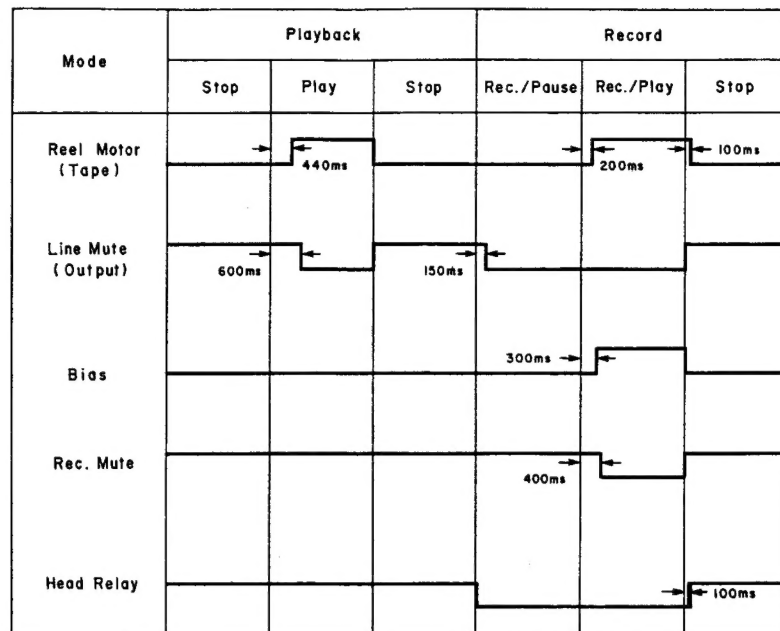 Mode
Playback
Record
Stop
Play
Stop
Rec./Pause
Rec./Play
Stop
Reel Motor
(Tape)
440ms
200ms
100ms
Line Mute
(Output)
600ms
150ms
Bias
300ms
Rec. Mute
400ms
Head Relay
100ms